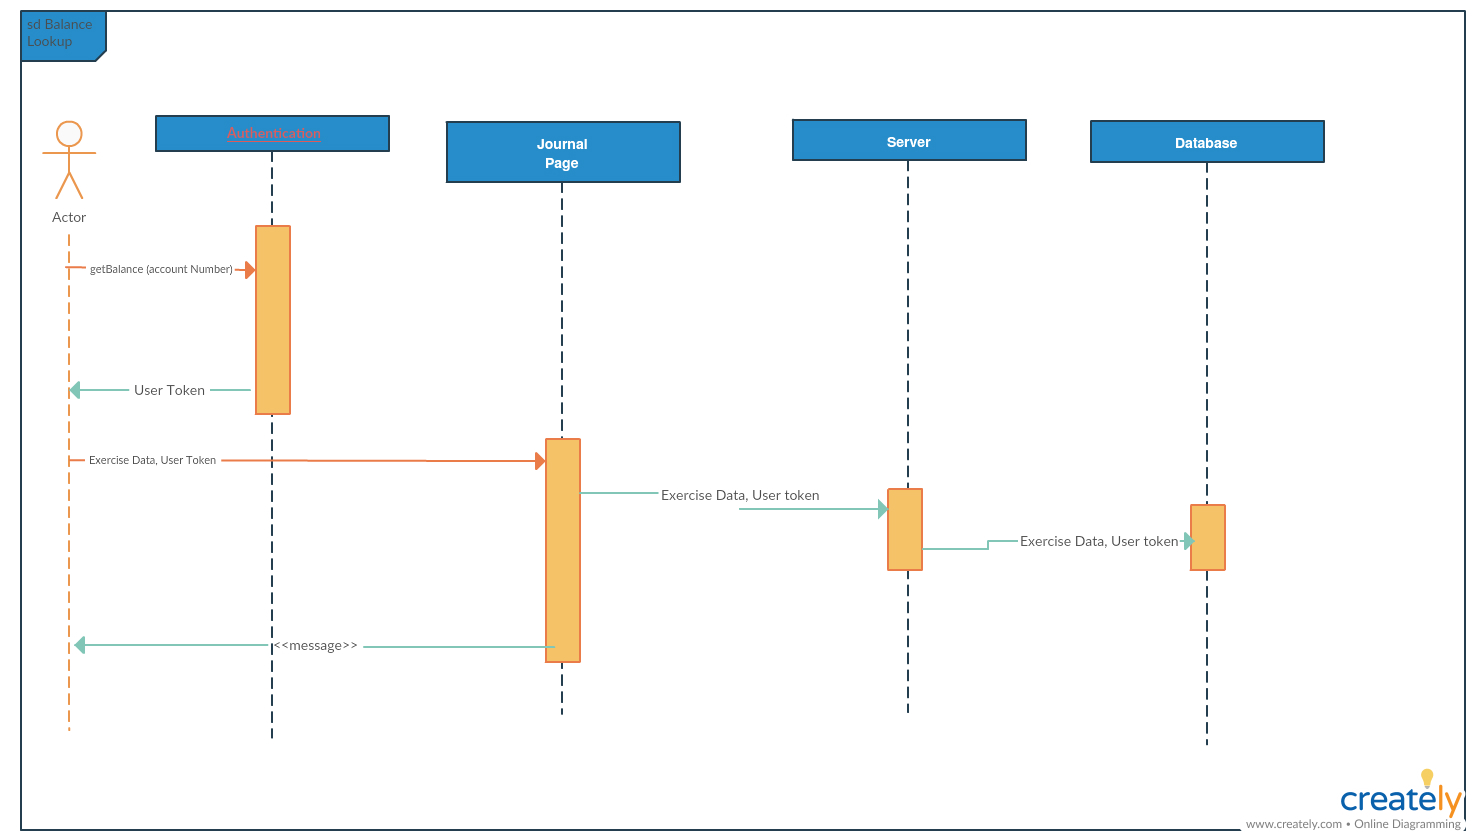 sd Balance
Lookup
Authentication
Journal
Page
Server
Database
Actor
getBalance (account Number)
User Token
Exercise Data, User Token
Exercise Data, User token
Exercise Data, User token
<<message>>
creately
www.creately.com • Online Diagramming